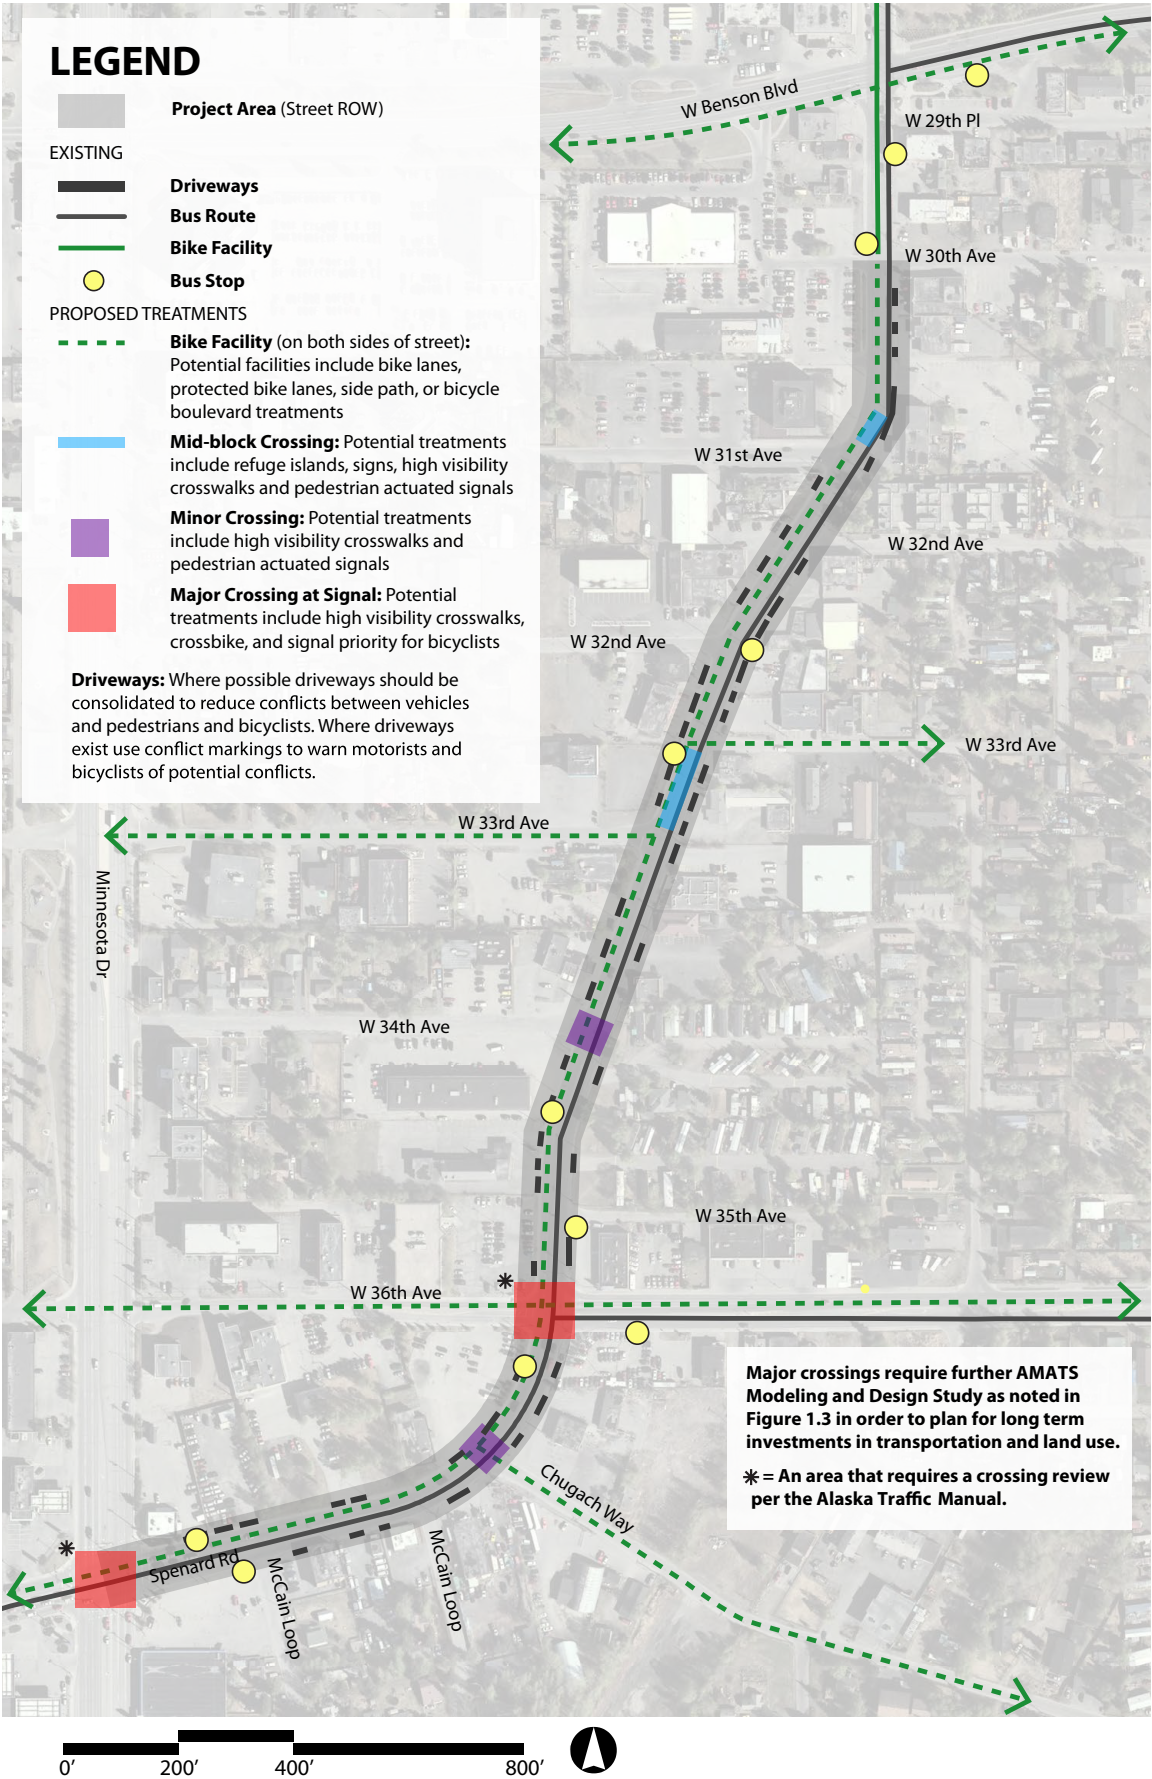 LEGEND
Project Area (Street ROW)
EXISTING
Driveways
Bus Route
Bike Facility
Bus Stop
PROPOSED TREATMENTS
Bike Facility (on both sides of street):
Potential facilities include bike lanes,
protected bike lanes, side path, or bicycle
boulevard treatments
Mid-block Crossing: Potential treatments
include refuge islands, signs, high visibility
crosswalks and pedestrian actuated signals
Minor Crossing: Potential treatments
include high visibility crosswalks and
pedestrian actuated signals
Major Crossing at Signal: Potential
treatments include high visibility crosswalks,
crossbike, and signal priority for bicyclists
Driveways: Where possible driveways should be
consolidated to reduce conflicts between vehicles
and pedestrians and bicyclists. Where driveways
exist use conflict markings to warn motorists and
bicyclists of potential conflicts.
W Benson Blvd
W 29th Pl
W 30th Ave
W 31st Ave
W 32nd Ave
W 32nd Ave
W 33rd Ave
W 33rd Ave
Minnesota Dr
W 34th Ave
W 35th Ave
W 36th Ave
Major crossings require further AMATS
Modeling and Design Study as noted in
Figure 1.3 in order to plan for long term
investments in transportation and land use.
* = An area that requires a crossing review
per the Alaska Traffic Manual.
Chugach Way
McCain Loop
Spenard Rd
McCain Loop
0’ 200’ 400’ 800’